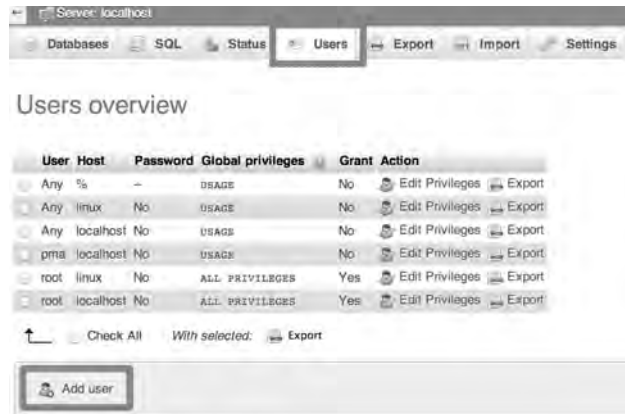 Server: localhost
Databases SQL Status Users Export Import Settings
Users overview
User Host Password Global privileges Grant Action
Any % – USAGE No Edit Privileges Export
Any linux No USAGE No Edit Privileges Export
Any localhost No USAGE No Edit Privileges Export
pma localhost No USAGE No Edit Privileges Export
root linux No ALL PRIVILEGES Yes Edit Privileges Export
root localhost No ALL PRIVILEGES Yes Edit Privileges Export
Check All With selected: Export
Add user